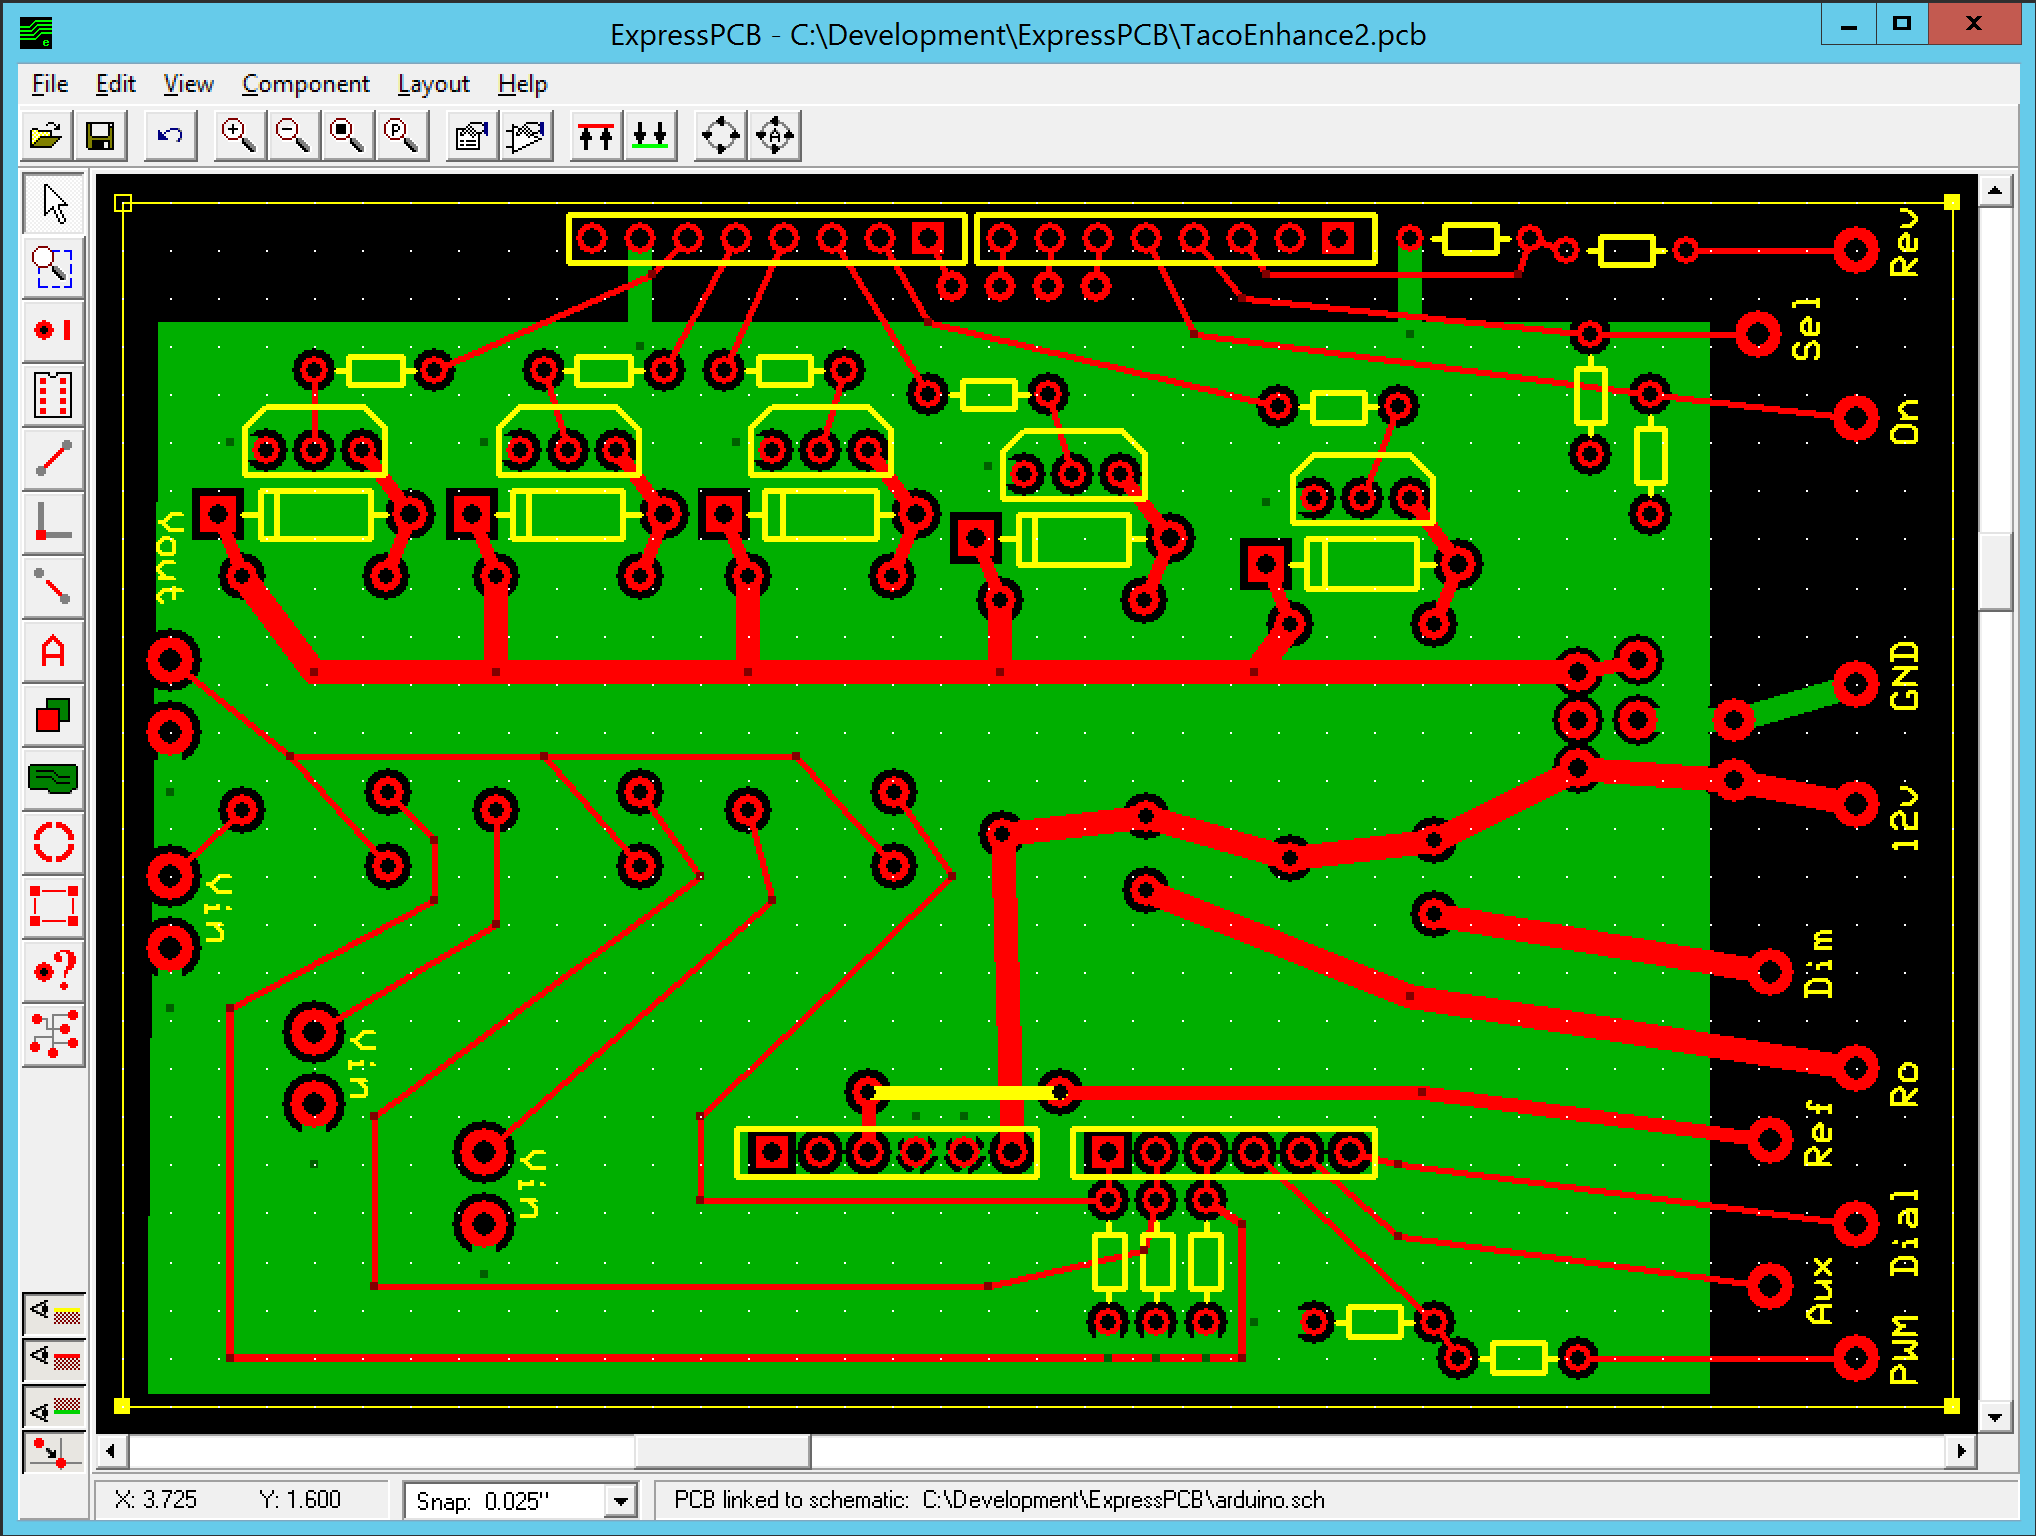 ExpressPCB - C:\Development\ExpressPCB\TacoEnhance2.pcb
File Edit View Component Layout Help
Rev
Sel
On
Vout
GND
12v
Vin
Dim
Vin
Ro
Ref
Vin
Dial
Aux
PWM
X: 3.725 Y: 1.600 Snap: 0.025" PCB linked to schematic: C:\Development\ExpressPCB\arduino.sch